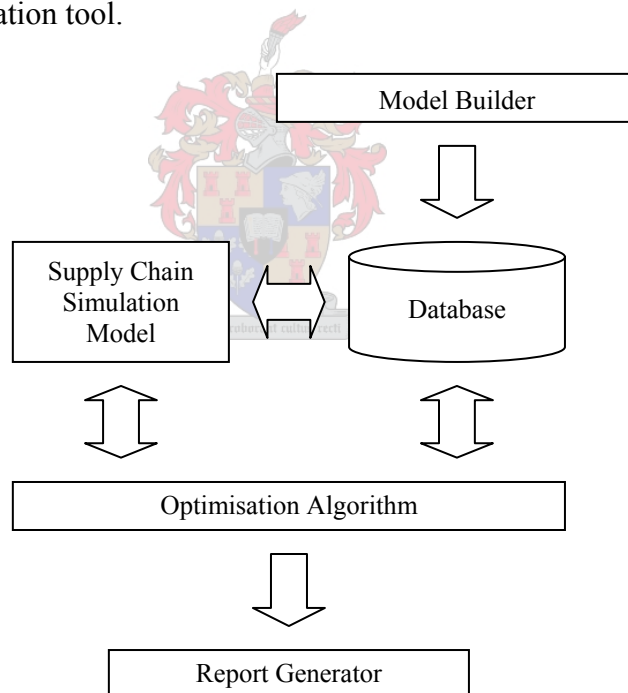 ation tool.
Model Builder
Supply Chain
Simulation
Model
Database
Optimisation Algorithm
Report Generator